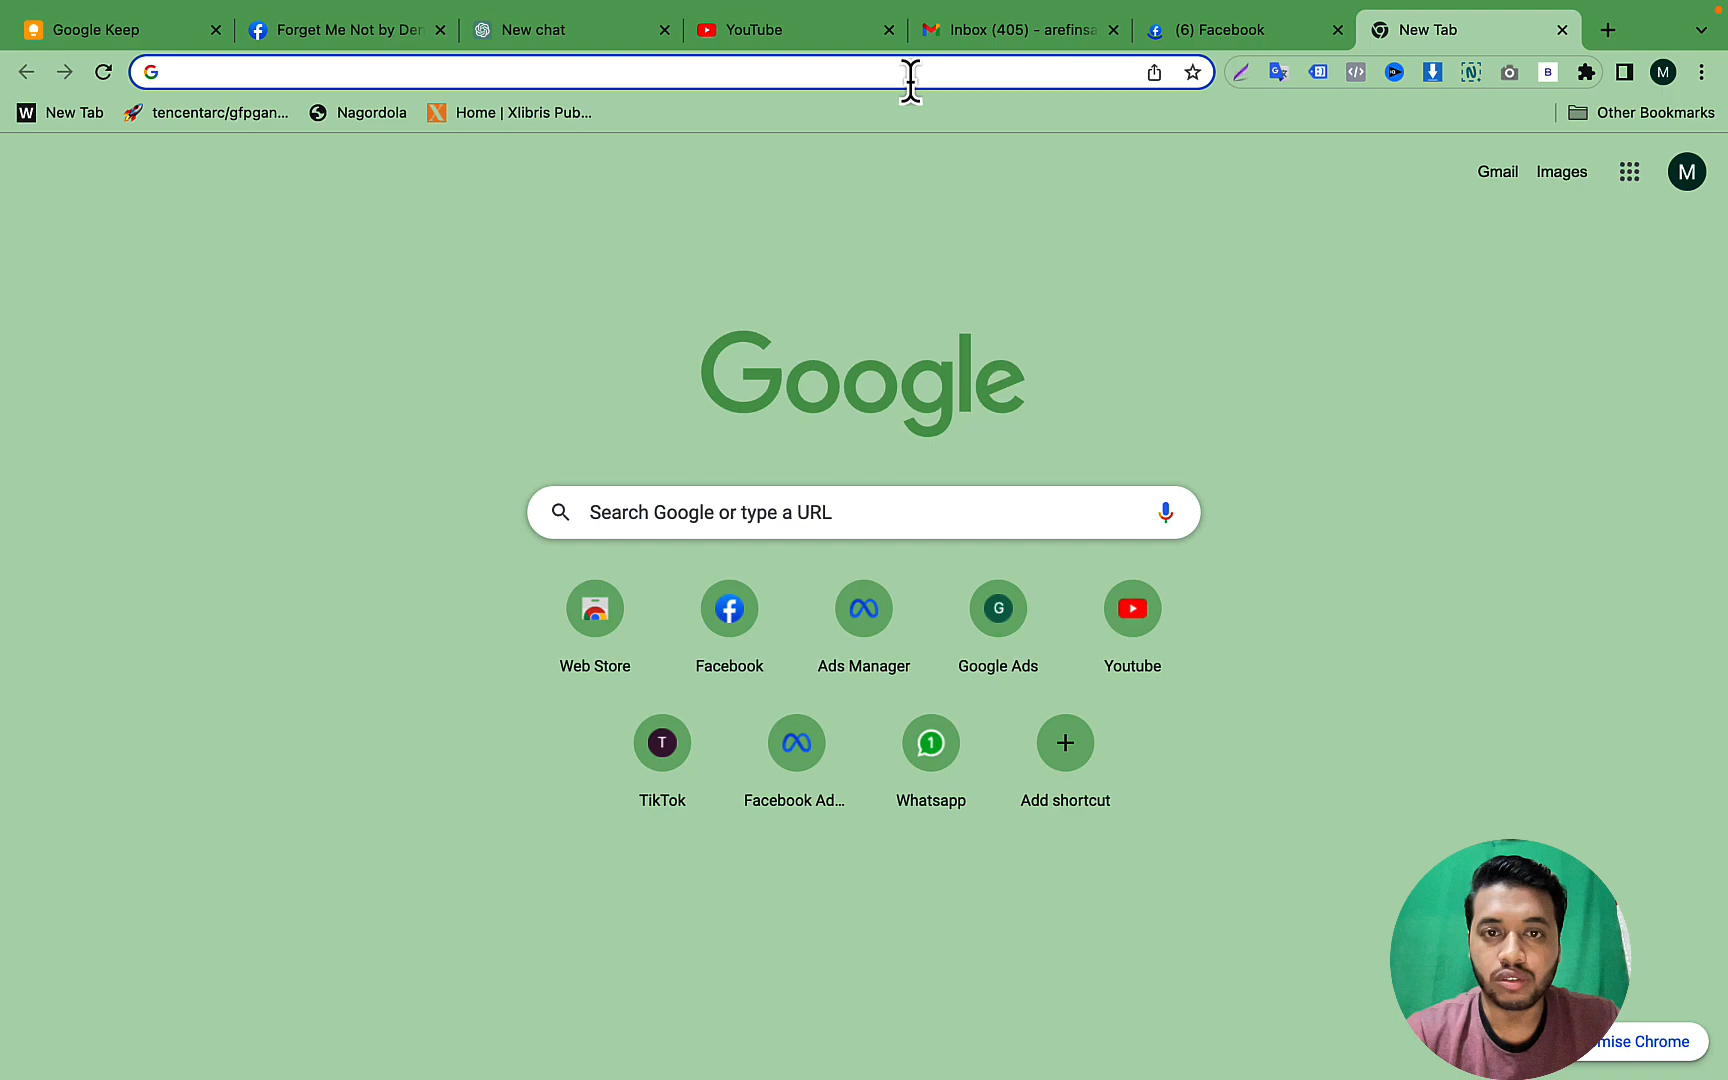 Google Keep
Forget Me Not by Der
New chat
YouTube
Inbox (405) - arefinsa
(6) Facebook
New Tab
G
M
W New Tab
tencentarc/gfpgan...
Nagordola
Home | Xlibris Pub...
Other Bookmarks
Gmail
Images
M
Google
Search Google or type a URL
Web Store
Facebook
G
Ads Manager
Google Ads
Youtube
T
1
TikTok
Facebook Ad...
Whatsapp
Add shortcut
mise Chrome